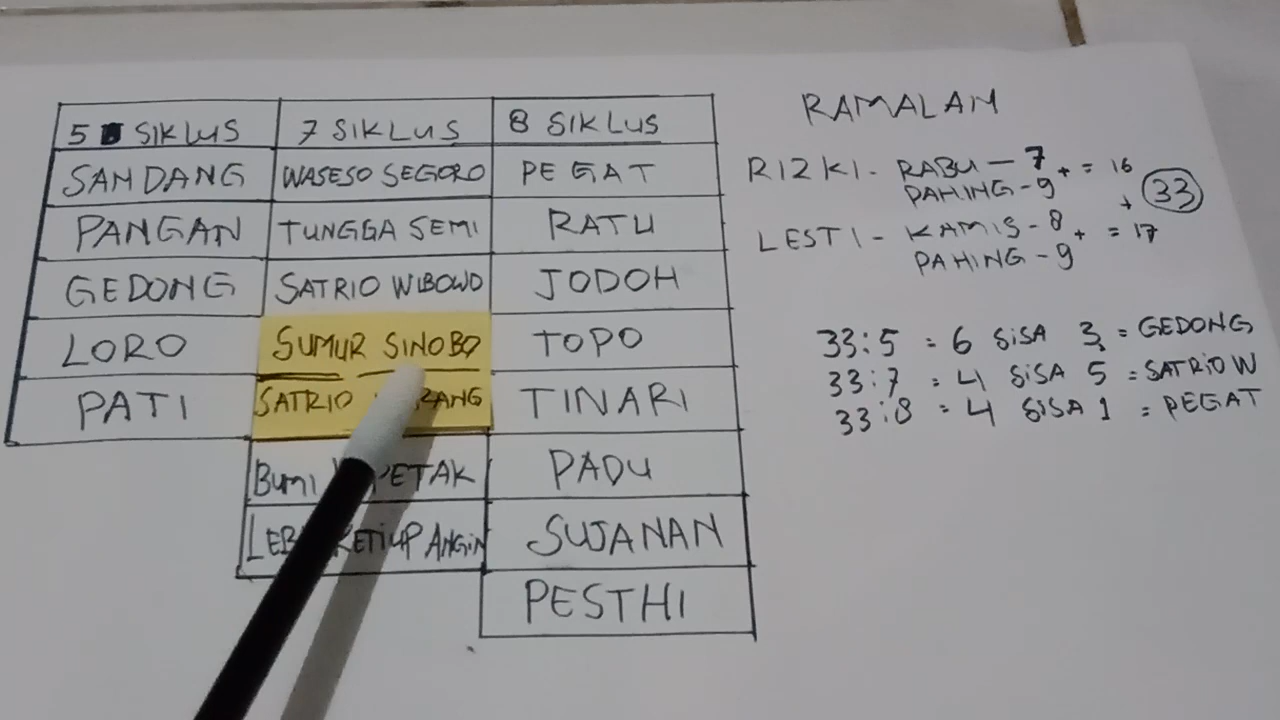 5 SIKLUS
7 SIKLUS
8 SIKLUS
SANDANG
WASESO SEGORO
PEGAT
PANGAN
TUNGGA SEMI
RATU
GEDONG
SATRIO WIBOWO
JODOH
LORO
SUMUR SINOBO
TOPO
PATI
SATRIO
TINARI
BUMI
PADU
ANGIN
SUJANAN
PESTHI
RAMALAN
RIZKI - RABU - 7
PAHING - 9 + = 16
+ 33
LESTI - KAMIS - 8
PAHING - 9 + = 17
33:5 = 6 SISA 3 = GEDONG
33:7 = 4 SISA 5 = SATRIO W
33:8 = 4 SISA 1 = PEGAT